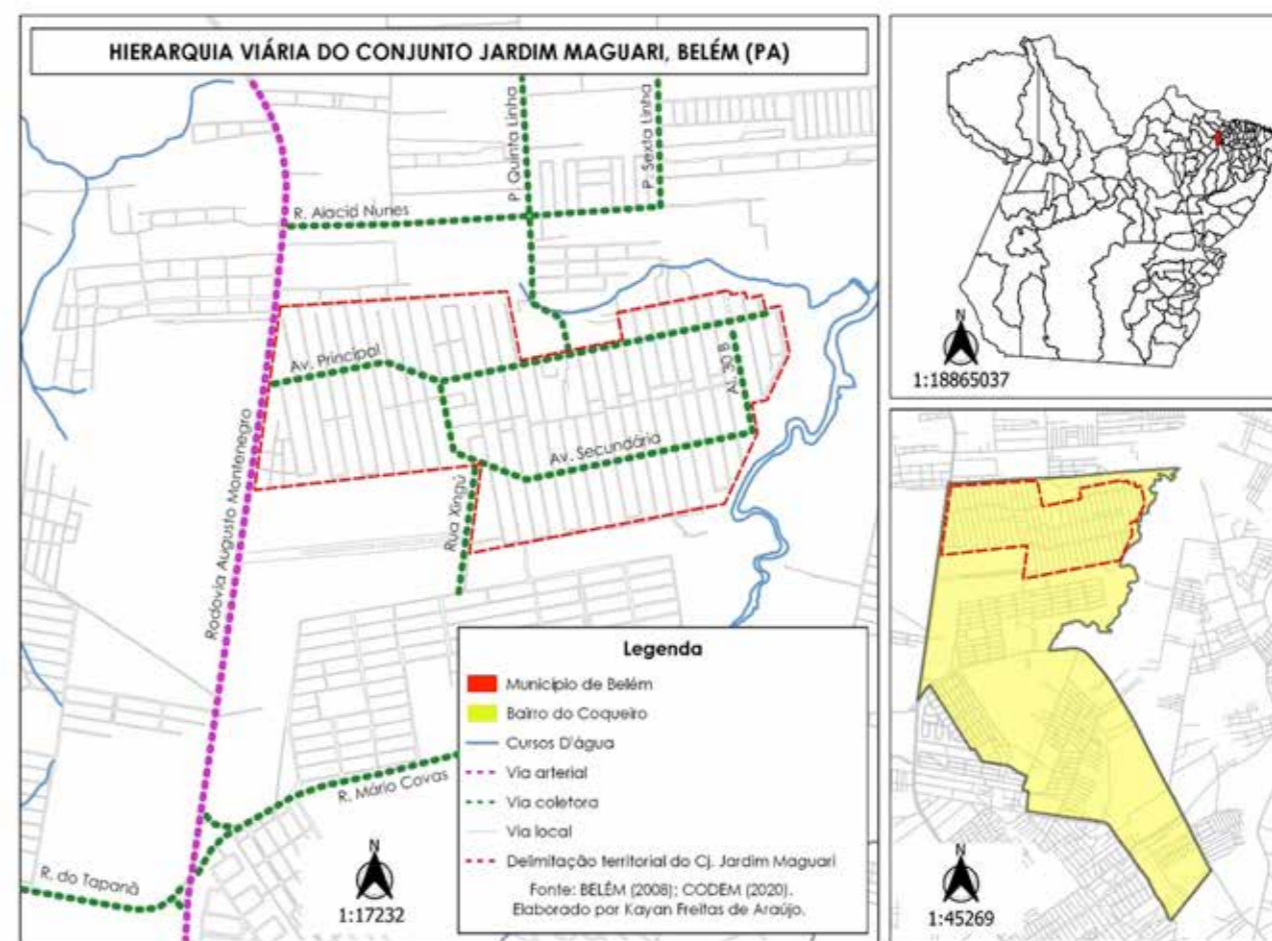 HIERARQUIA VIÁRIA DO CONJUNTO JARDIM MAGUARI, BELÉM (PA)
P. Quinta Linha
P. Sexta Linha
R. Alacid Nunes
Av. Principal
AL. SO 8
Av. Secundária
Rodovia Augusto Montenegro
Rua Xingú
R. Mário Covas
R. do Tapanã
N
1:17232
Legenda
Município de Belém
Bairro do Coqueiro
Cursos D'água
Via arterial
Via coletora
Via local
Delimitação territorial do Cj. Jardim Maguari
Fonte: BELÉM (2008); CODEM (2020).
Elaborado por Kayan Freitas de Araújo.
N
1:18865037
N
1:45269